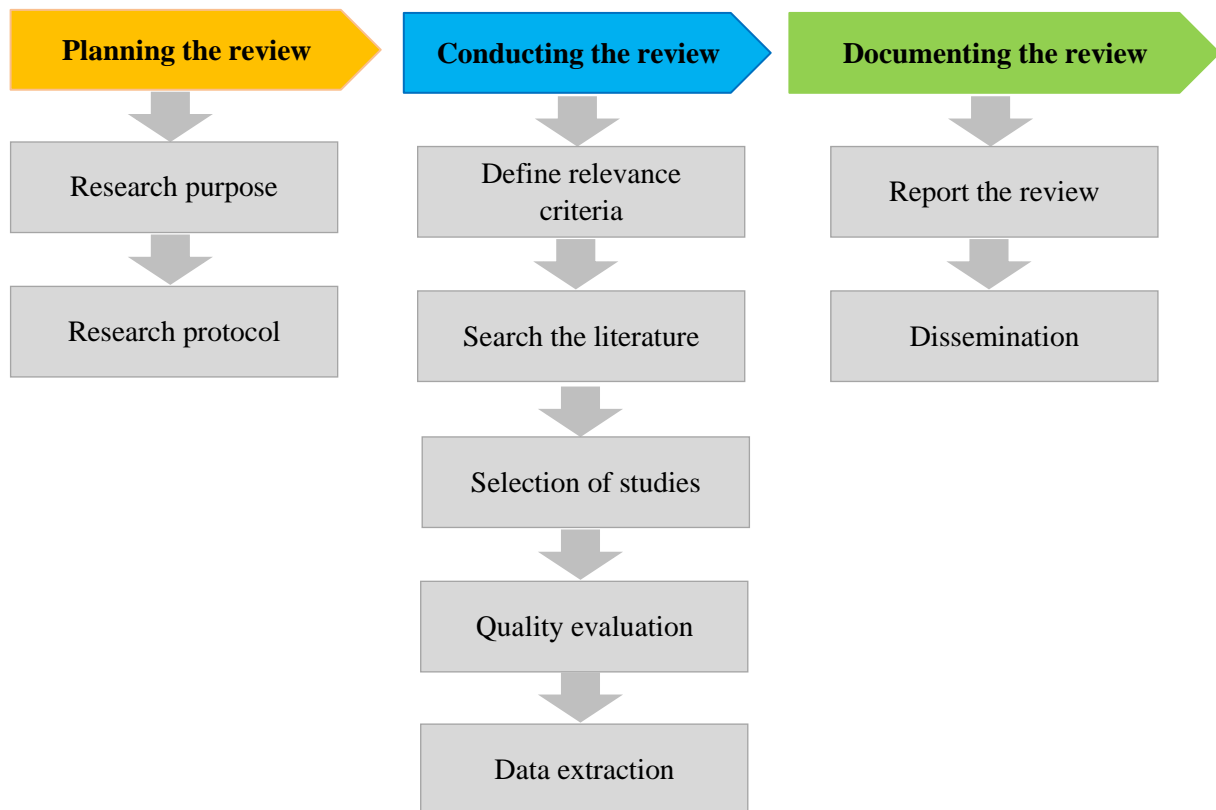 Planning the review
Research purpose
Research protocol
Conducting the review
Define relevance
criteria
Search the literature
Selection of studies
Quality evaluation
Data extraction
Documenting the review
Report the review
Dissemination